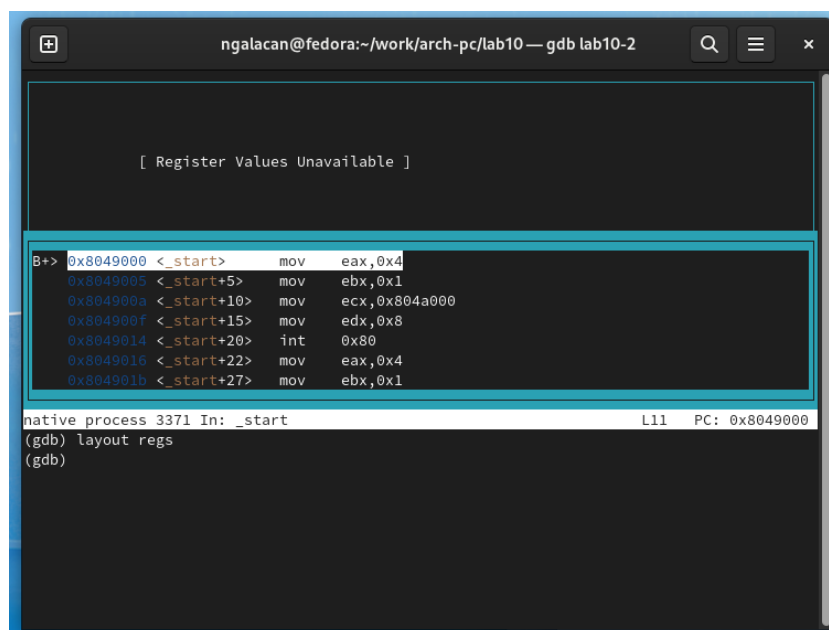 ngalacan@fedora:~/work/arch-pc/lab10 — gdb lab10-2
[ Register Values Unavailable ]
B+> 0x8049000 <_start> mov eax,0x4
0x8049005 <_start+5> mov ebx,0x1
0x804900a <_start+10> mov ecx,0x804a000
0x804900f <_start+15> mov edx,0x8
0x8049014 <_start+20> int 0x80
0x8049016 <_start+22> mov eax,0x4
0x804901b <_start+27> mov ebx,0x1
native process 3371 In: _start L11 PC: 0x8049000
(gdb) layout regs
(gdb)